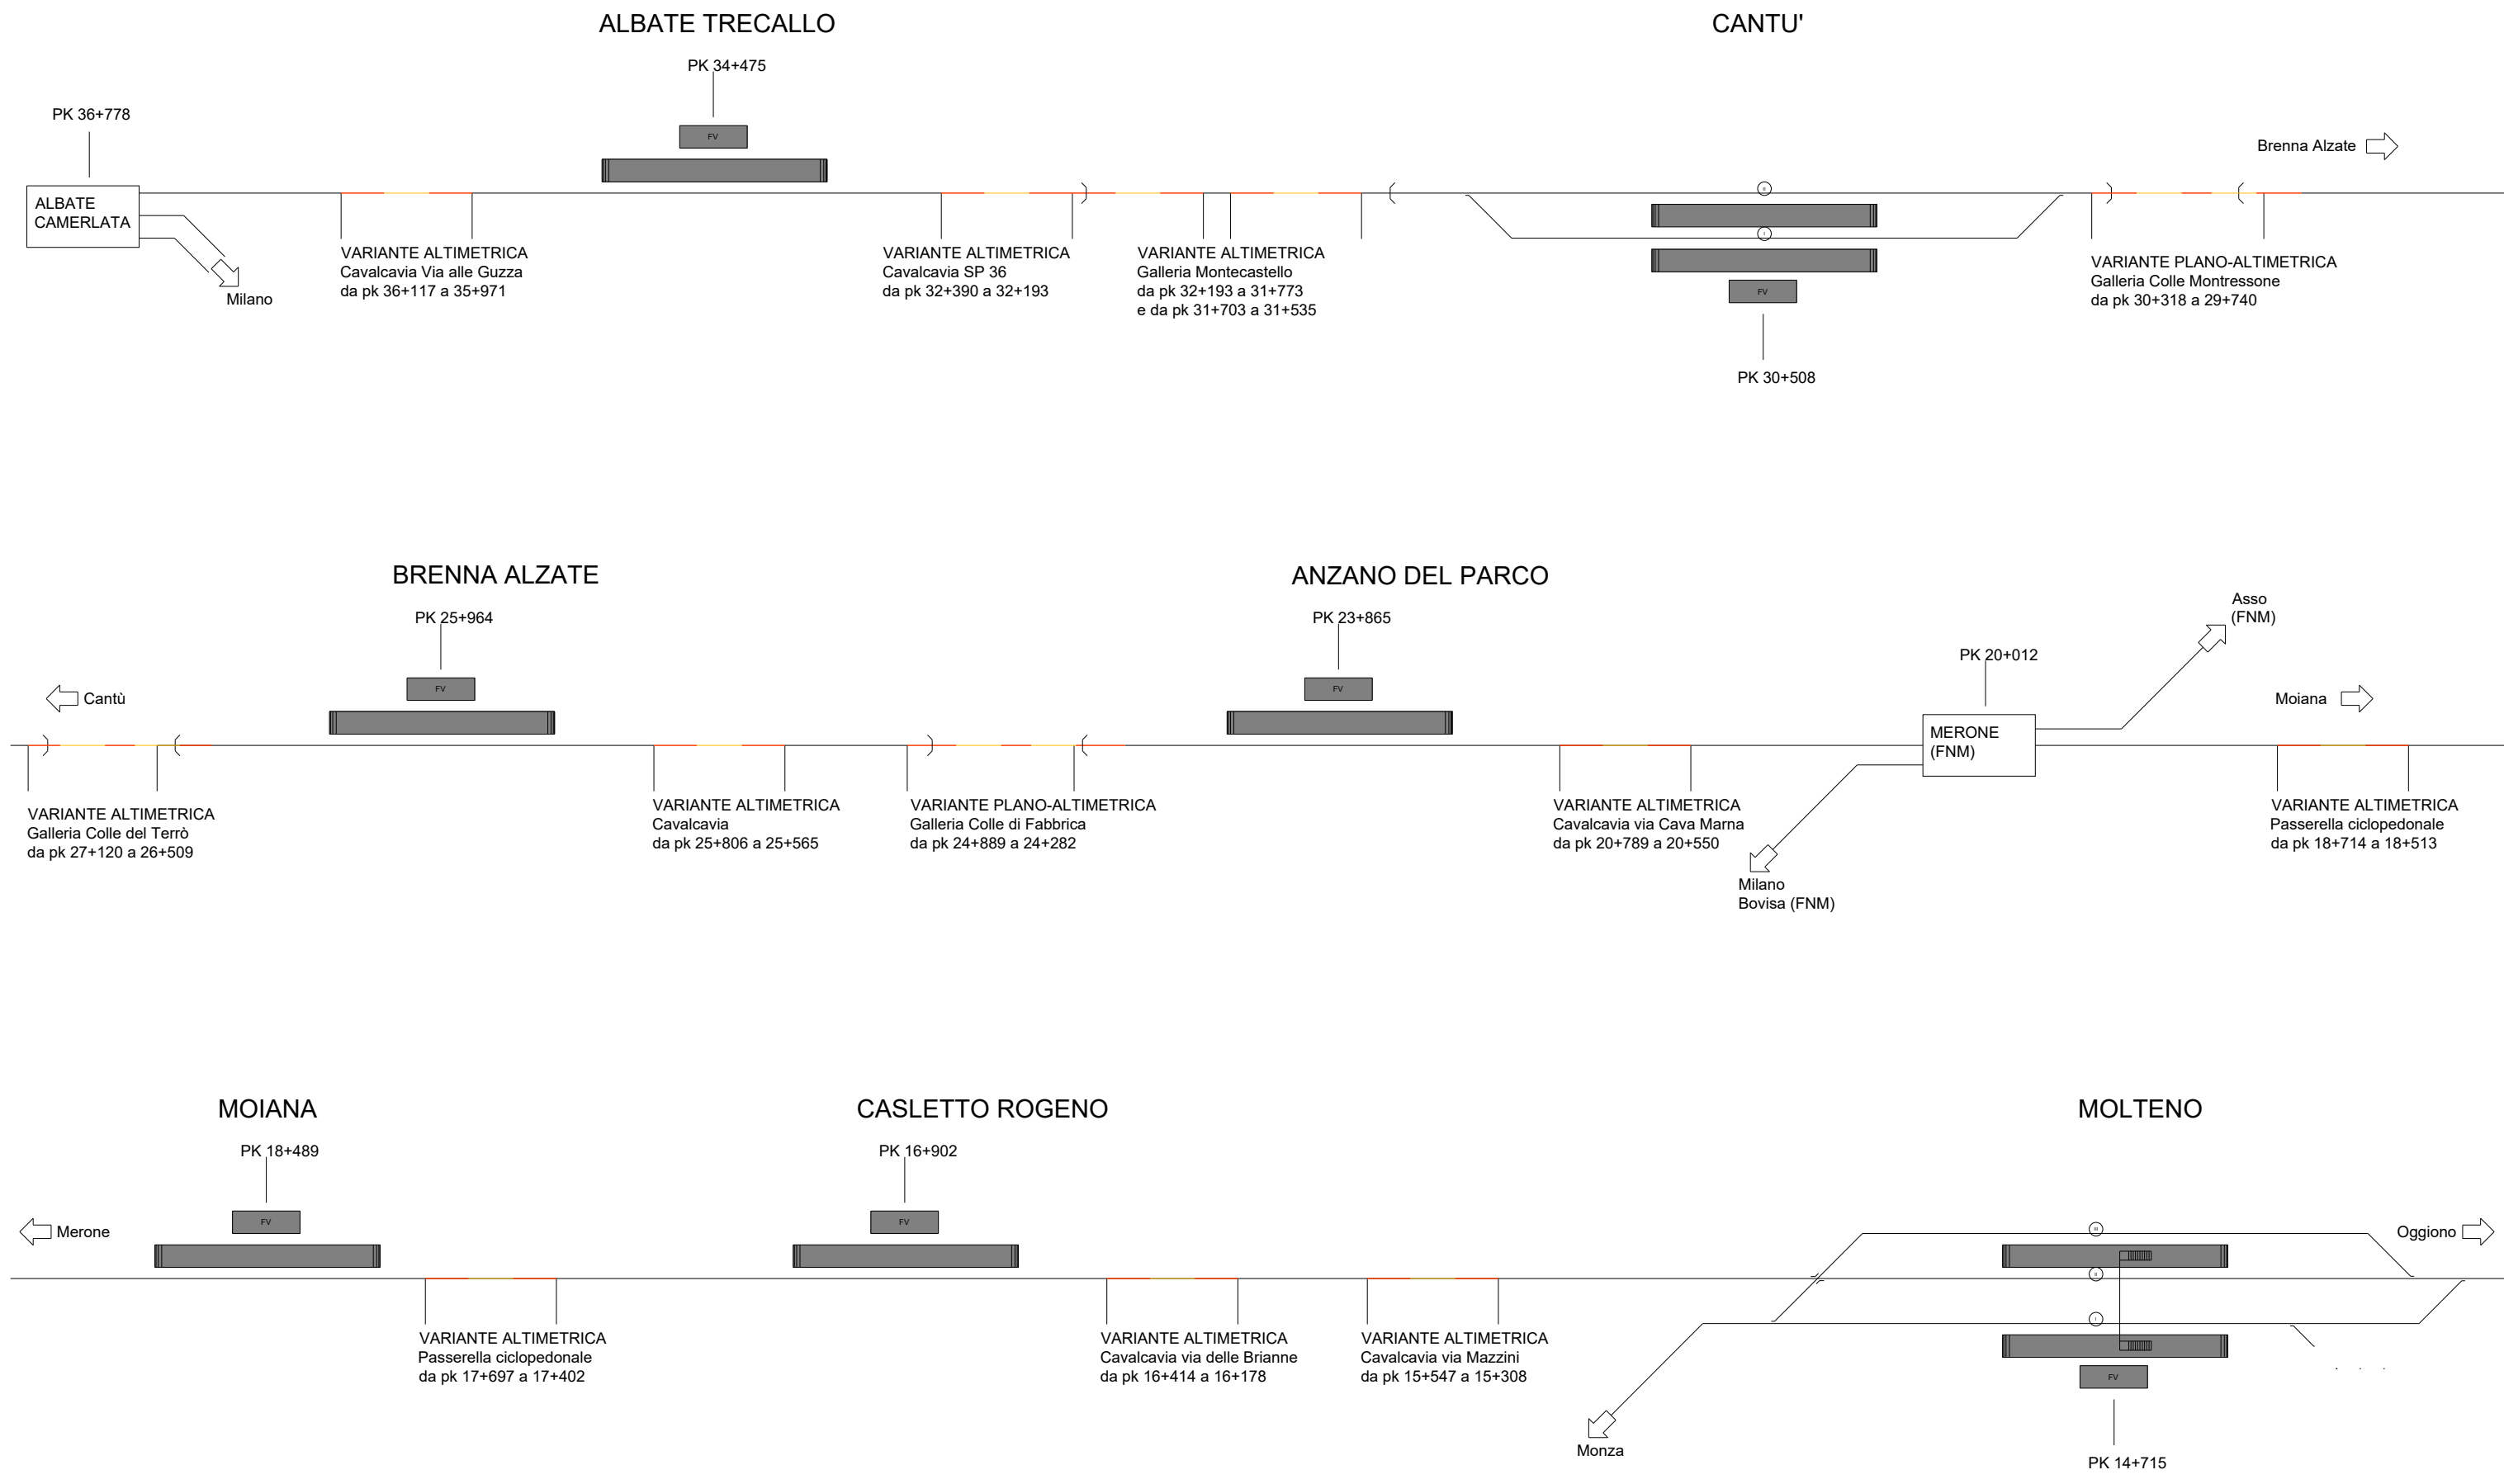 ALBATE TRECALLO
CANTU'
PK 34+475
PK 36+778
FV
Brenna Alzate
ALBATE
CAMERLATA
II
I
Milano
VARIANTE ALTIMETRICA
Cavalcavia Via alle Guzza
da pk 36+117 a 35+971
VARIANTE ALTIMETRICA
Cavalcavia SP 36
da pk 32+390 a 32+193
VARIANTE ALTIMETRICA
Galleria Montecastello
da pk 32+193 a 31+773
e da pk 31+703 a 31+535
FV
PK 30+508
VARIANTE PLANO-ALTIMETRICA
Galleria Colle Montressone
da pk 30+318 a 29+740
BRENNA ALZATE
ANZANO DEL PARCO
PK 25+964
PK 23+865
Asso
(FNM)
PK 20+012
Cantù
FV
FV
Moiana
MERONE
(FNM)
VARIANTE ALTIMETRICA
Galleria Colle del Terrò
da pk 27+120 a 26+509
VARIANTE ALTIMETRICA
Cavalcavia
da pk 25+806 a 25+565
VARIANTE PLANO-ALTIMETRICA
Galleria Colle di Fabbrica
da pk 24+889 a 24+282
VARIANTE ALTIMETRICA
Cavalcavia via Cava Marna
da pk 20+789 a 20+550
Milano
Bovisa (FNM)
VARIANTE ALTIMETRICA
Passerella ciclopedonale
da pk 18+714 a 18+513
MOIANA
CASLETTO ROGENO
MOLTENO
PK 18+489
PK 16+902
Merone
FV
FV
III
Oggiono
II
I
VARIANTE ALTIMETRICA
Passerella ciclopedonale
da pk 17+697 a 17+402
VARIANTE ALTIMETRICA
Cavalcavia via delle Brianne
da pk 16+414 a 16+178
VARIANTE ALTIMETRICA
Cavalcavia via Mazzini
da pk 15+547 a 15+308
FV
Monza
PK 14+715